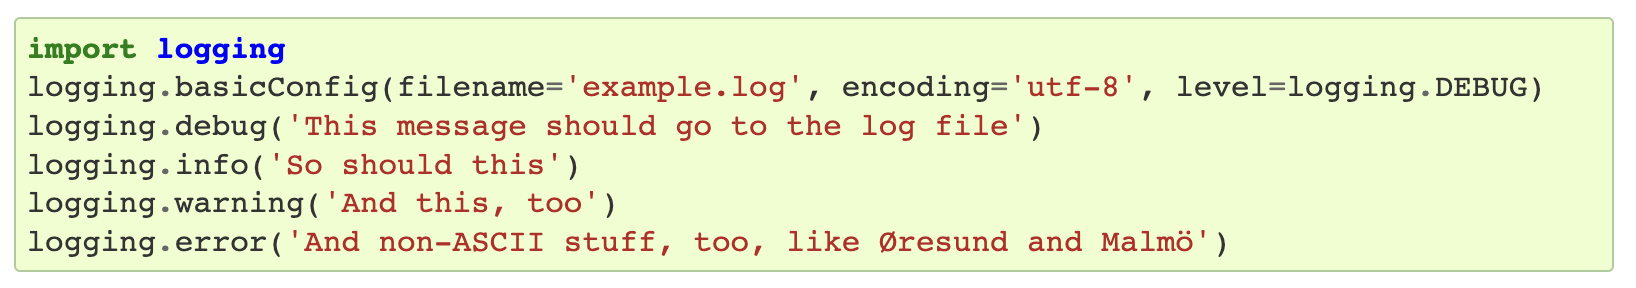 import logging
logging.basicConfig(filename='example.log', encoding='utf-8', level=logging.DEBUG)
logging.debug('This message should go to the log file')
logging.info('So should this')
logging.warning('And this, too')
logging.error('And non-ASCII stuff, too, like Øresund and Malmö')